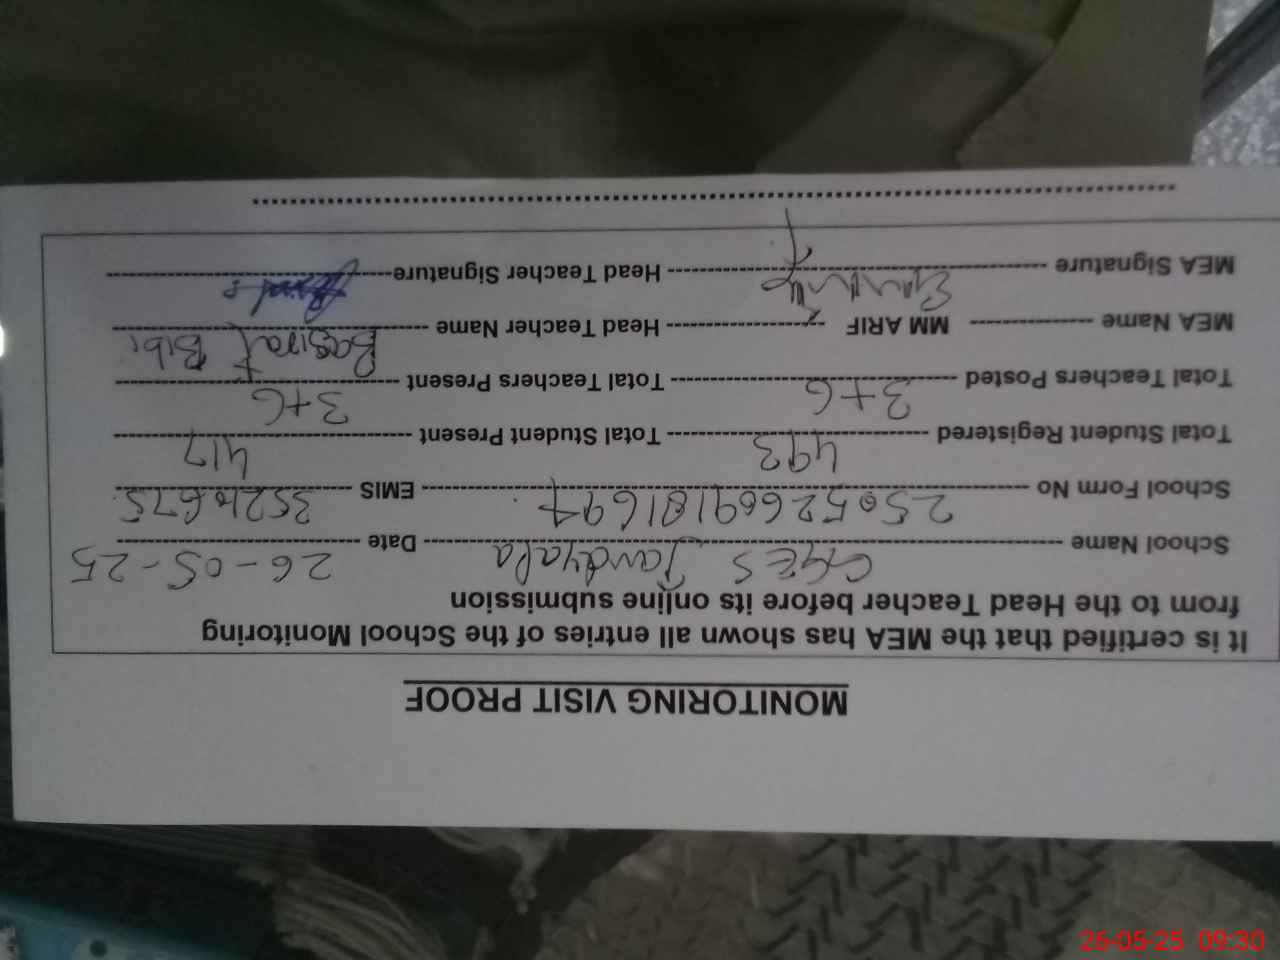 MONITORING VISIT PROOF
It is certified that the MEA has shown all entries of the School Monitoring
from to the Head Teacher before its online submission
School Name GGES Jandyala Date 26-05-25
School Form No EMIS 35210675
Total Student Registered 493 Total Student Present 417
Total Teachers Posted 3+6 Total Teachers Present 3+6
MEA Name MM ARIF Head Teacher Name Basirat Bibi
MEA Signature Head Teacher Signature
26-05-25 09:30